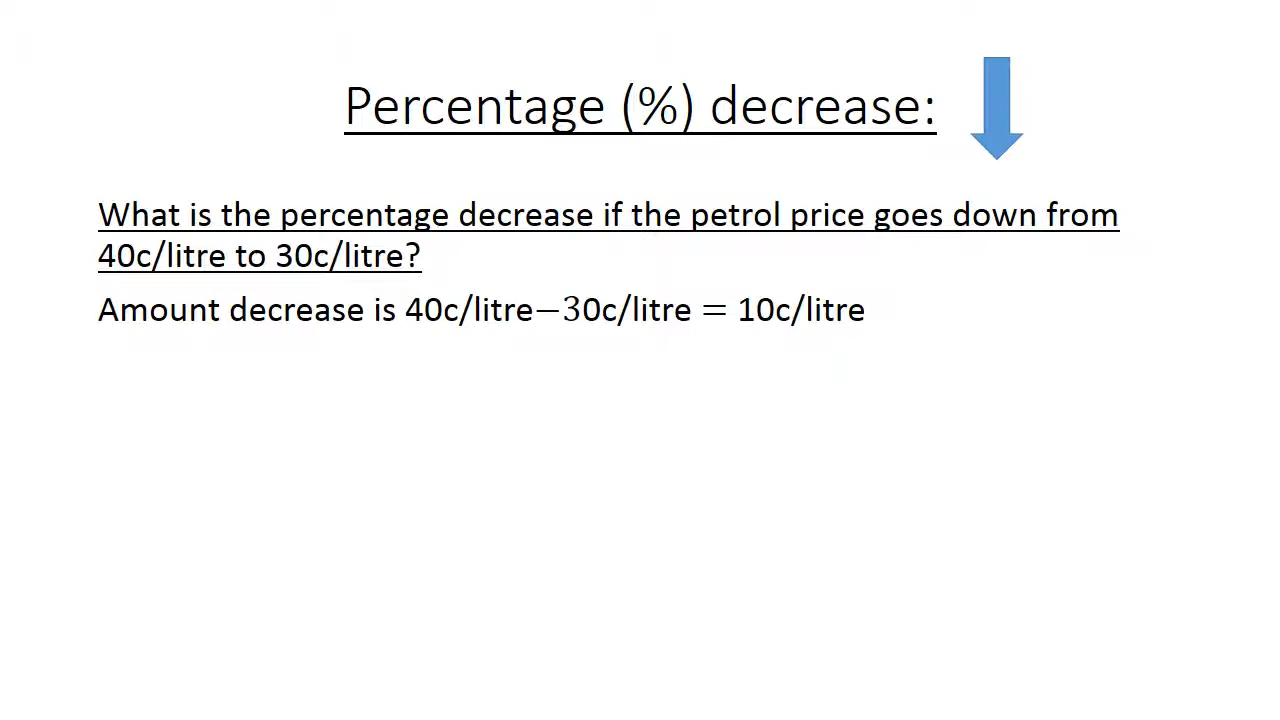 Percentage (%) decrease:
What is the percentage decrease if the petrol price goes down from
40c/litre to 30c/litre?
Amount decrease is 40c/litre−30c/litre = 10c/litre